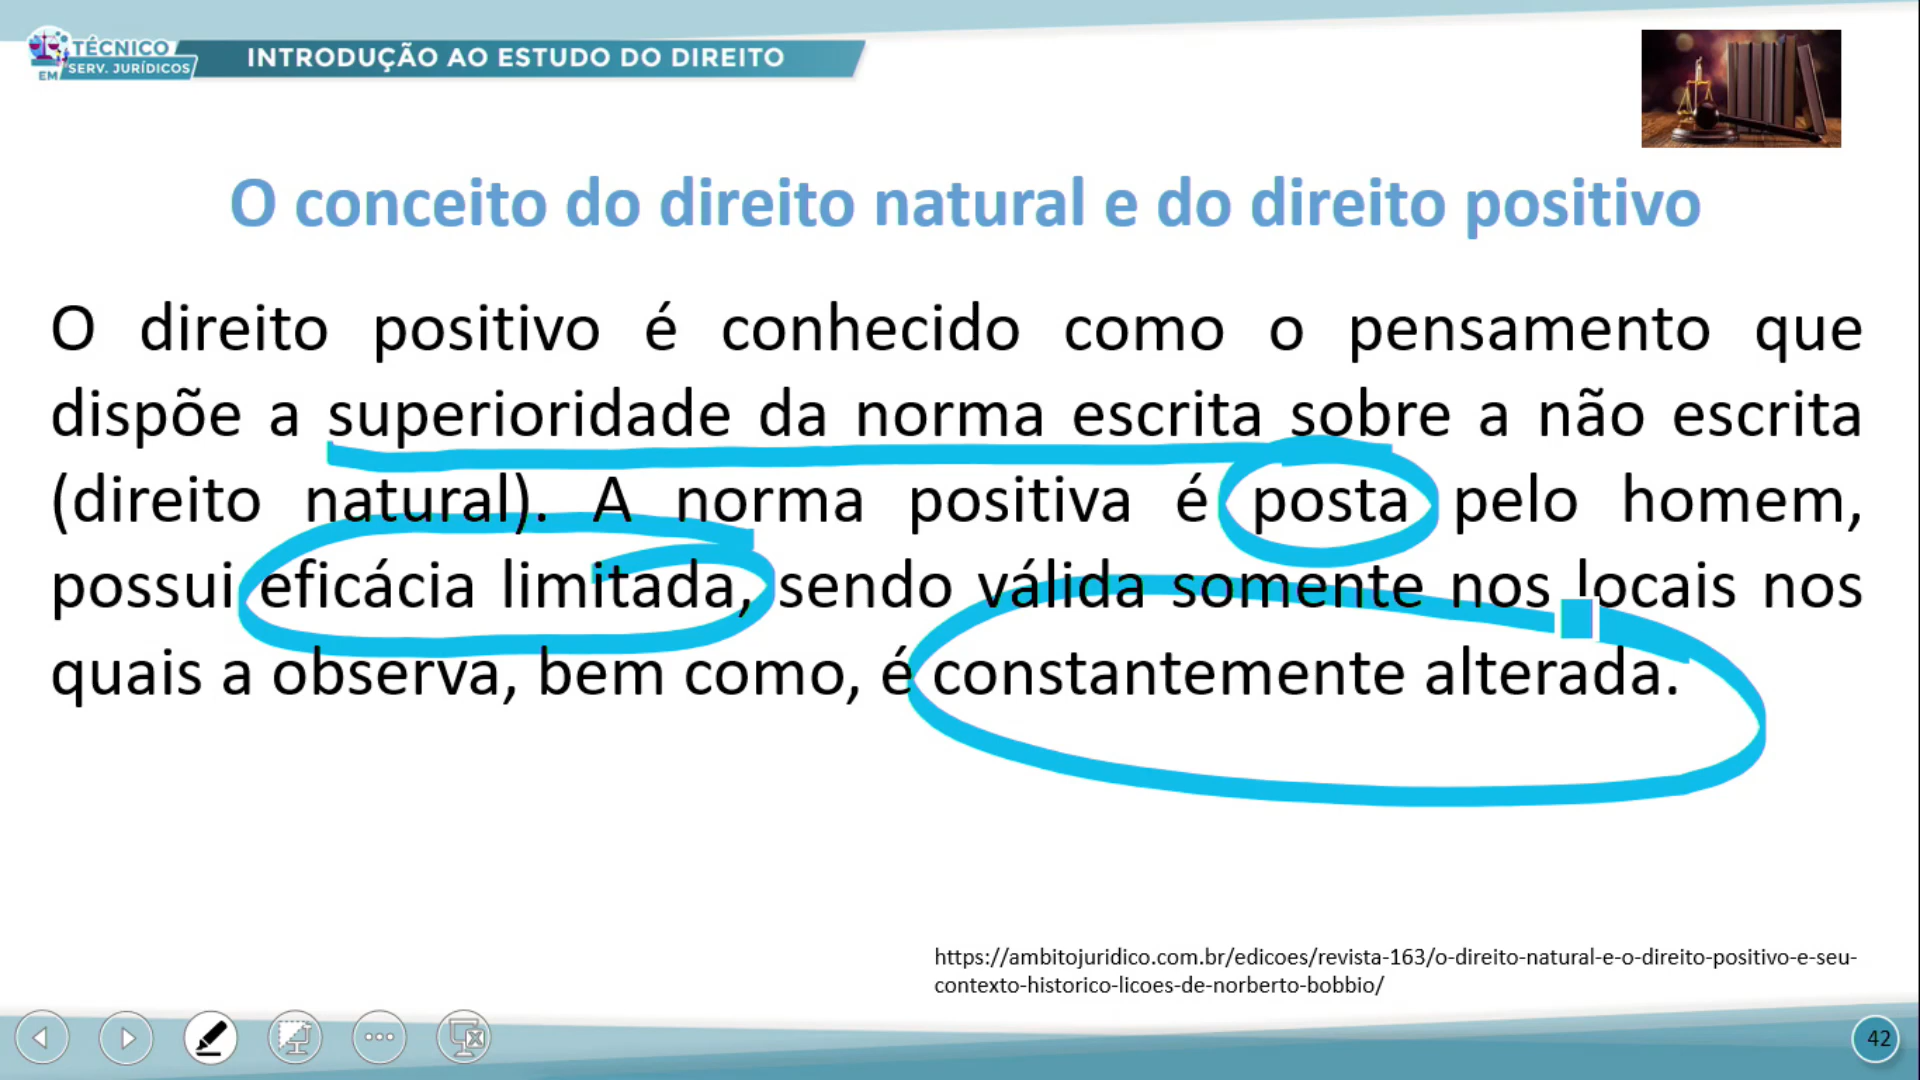 TÉCNICO
EM SERV. JURÍDICOS
INTRODUÇÃO AO ESTUDO DO DIREITO
O conceito do direito natural e do direito positivo
O direito positivo é conhecido como o pensamento que
dispõe a superioridade da norma escrita sobre a não escrita
(direito natural). A norma positiva é posta pelo homem,
possui eficácia limitada, sendo válida somente nos locais nos
quais a observa, bem como, é constantemente alterada.
https://ambitojuridico.com.br/edicoes/revista-163/o-direito-natural-e-o-direito-positivo-e-seu-
contexto-historico-licoes-de-norberto-bobbio/
42